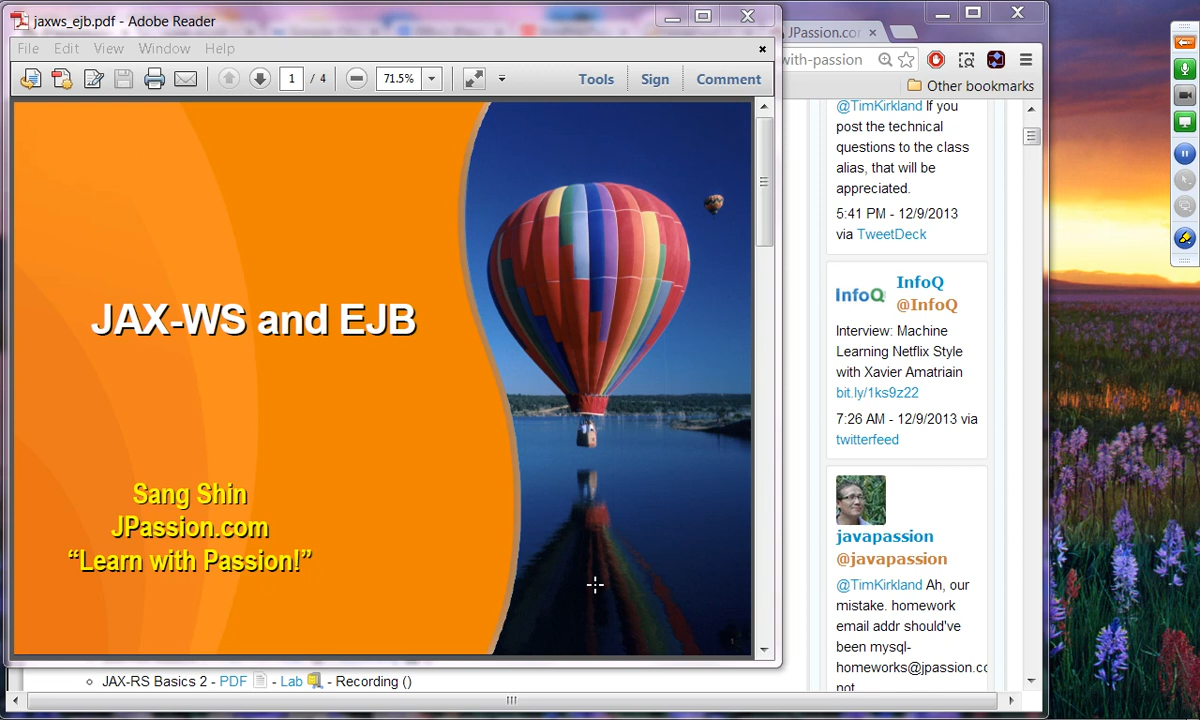 jaxws_ejb.pdf - Adobe Reader
File Edit View Window Help
1 / 4 71.5% Tools Sign Comment
JAX-WS and EJB
Sang Shin
JPassion.com
“Learn with Passion!”
JPassion.com
with-passion
Other bookmarks
@TimKirkland If you
post the technical
questions to the class
alias, that will be
appreciated.
5:41 PM - 12/9/2013
via TweetDeck
InfoQ
InfoQ
@InfoQ
Interview: Machine
Learning Netflix Style
with Xavier Amatriain
bit.ly/1ks9z22
7:26 AM - 12/9/2013 via
twitterfeed
javapassion
@javapassion
@TimKirkland Ah, our
mistake. homework
email addr should've
been mysql-
homeworks@jpassion.co
not
JAX-RS Basics 2 - PDF - Lab - Recording ()